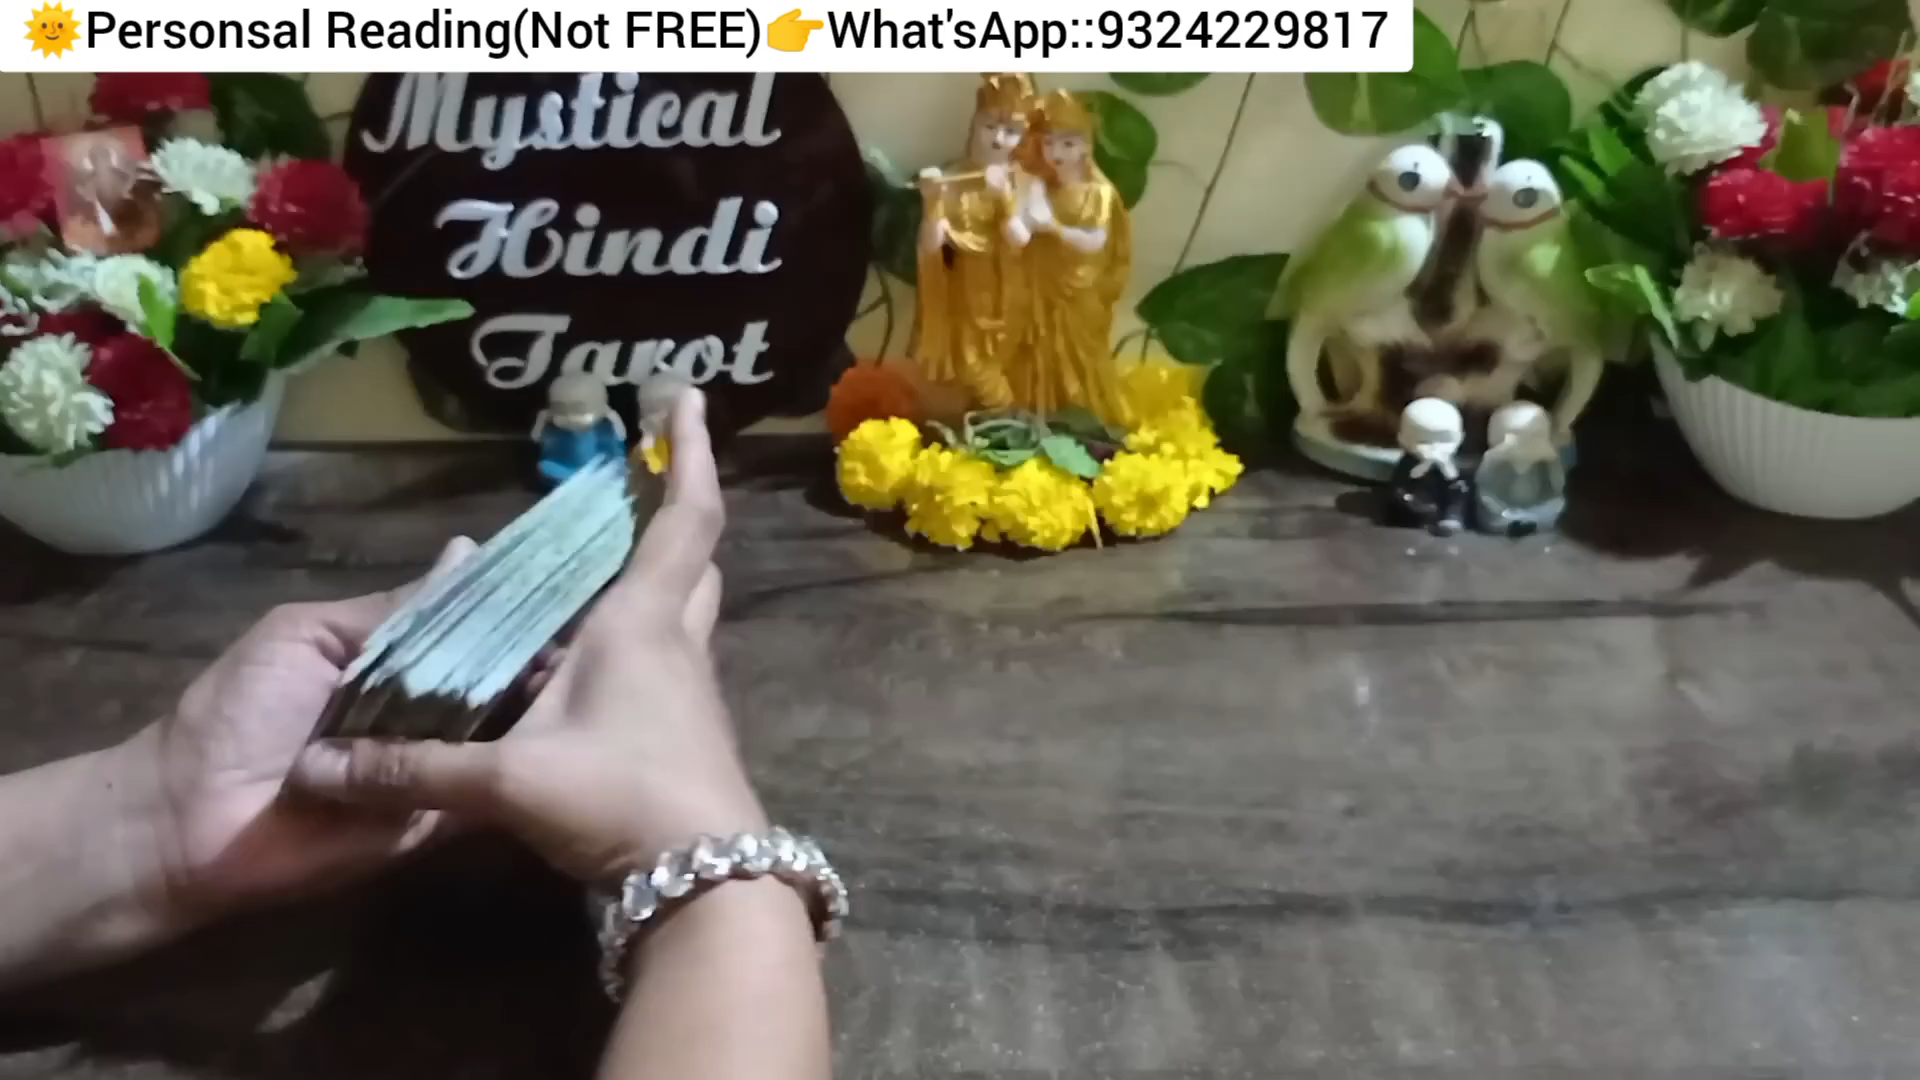 🌞Personsal Reading(Not FREE)👉What'sApp::9324229817
Mystical
Hindi
Tarot